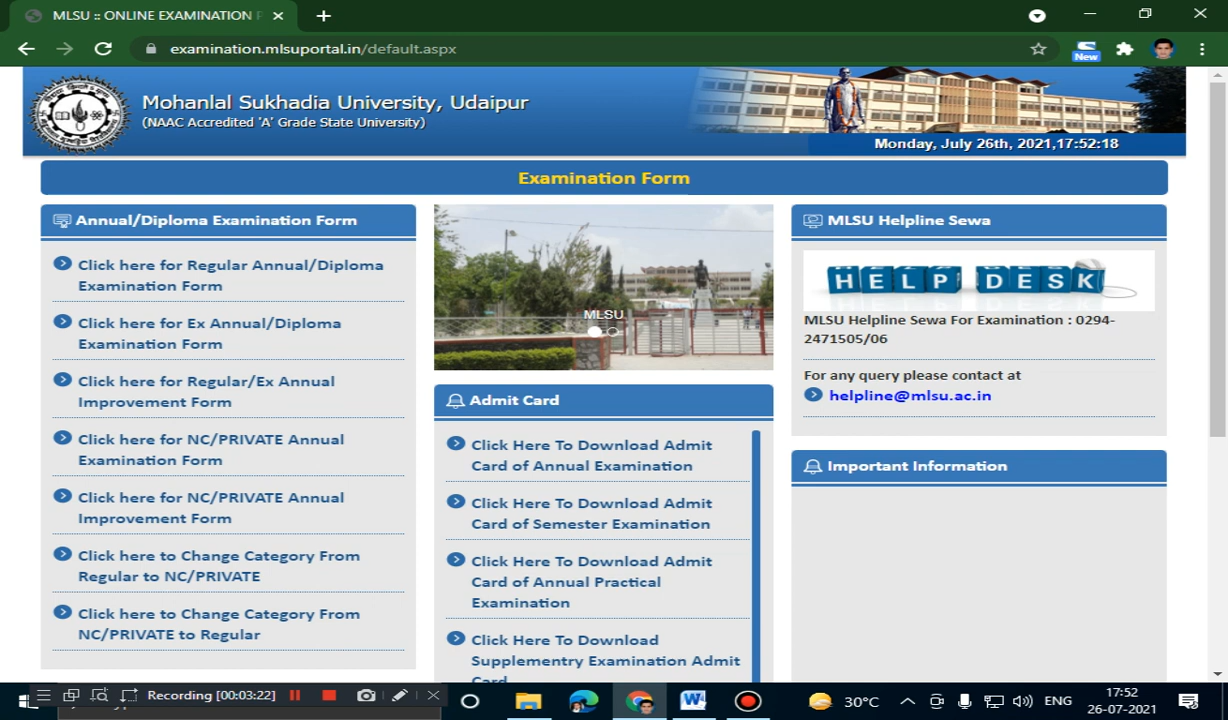 MLSU :: ONLINE EXAMINATION P
examination.mlsuportal.in/default.aspx
New
Mohanlal Sukhadia University, Udaipur
(NAAC Accredited 'A' Grade State University)
Monday, July 26th, 2021,17:52:18
Examination Form
Annual/Diploma Examination Form
Click here for Regular Annual/Diploma
Examination Form
Click here for Ex Annual/Diploma
Examination Form
Click here for Regular/Ex Annual
Improvement Form
Click here for NC/PRIVATE Annual
Examination Form
Click here for NC/PRIVATE Annual
Improvement Form
Click here to Change Category From
Regular to NC/PRIVATE
Click here to Change Category From
NC/PRIVATE to Regular
MLSU
Admit Card
Click Here To Download Admit
Card of Annual Examination
Click Here To Download Admit
Card of Semester Examination
Click Here To Download Admit
Card of Annual Practical
Examination
Click Here To Download
Supplementry Examination Admit
Card
MLSU Helpline Sewa
HELP DESK
MLSU Helpline Sewa For Examination : 0294-
2471505/06
For any query please contact at
helpline@mlsu.ac.in
Important Information
Recording [00:03:22]
30°C
ENG
17:52
26-07-2021